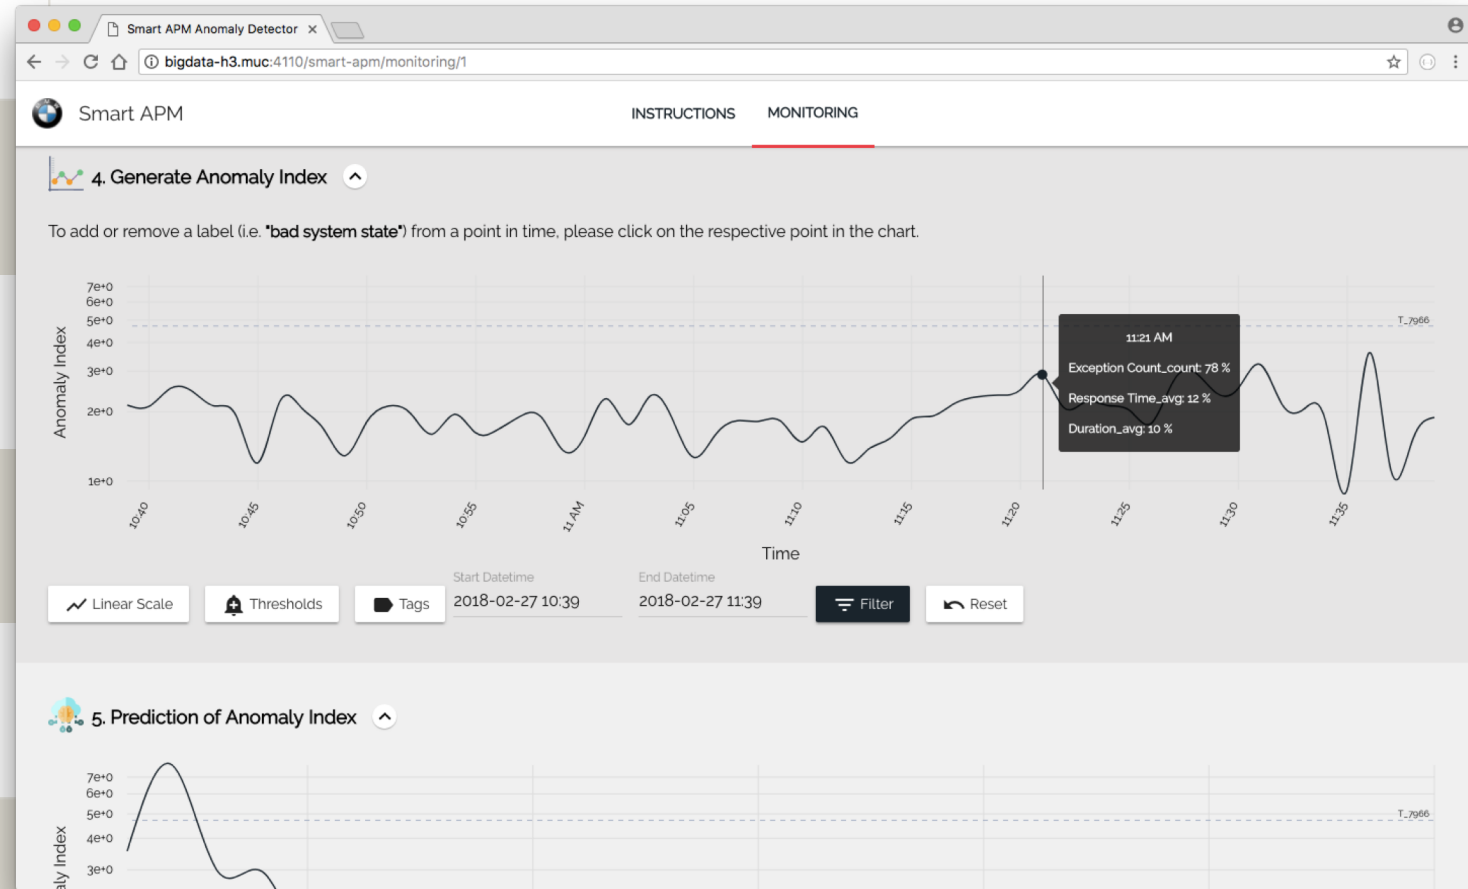 Smart APM Anomaly Detector
bigdata-h3.muc:4110/smart-apm/monitoring/1
Smart APM
INSTRUCTIONS
MONITORING
4. Generate Anomaly Index
To add or remove a label (i.e. "bad system state") from a point in time, please click on the respective point in the chart.
Anomaly Index
7e+0
6e+0
5e+0
4e+0
3e+0
2e+0
1e+0
T_7966
11:21 AM
Exception Count_count: 78 %
Response Time_avg: 12 %
Duration_avg: 10 %
10:40
10:45
10:50
10:55
11 AM
11:05
11:10
11:15
11:20
11:25
11:30
11:35
Time
Linear Scale
Thresholds
Tags
Start Datetime
2018-02-27 10:39
End Datetime
2018-02-27 11:39
Filter
Reset
5. Prediction of Anomaly Index
7e+0
6e+0
5e+0
4e+0
3e+0
T_7966
aly Index